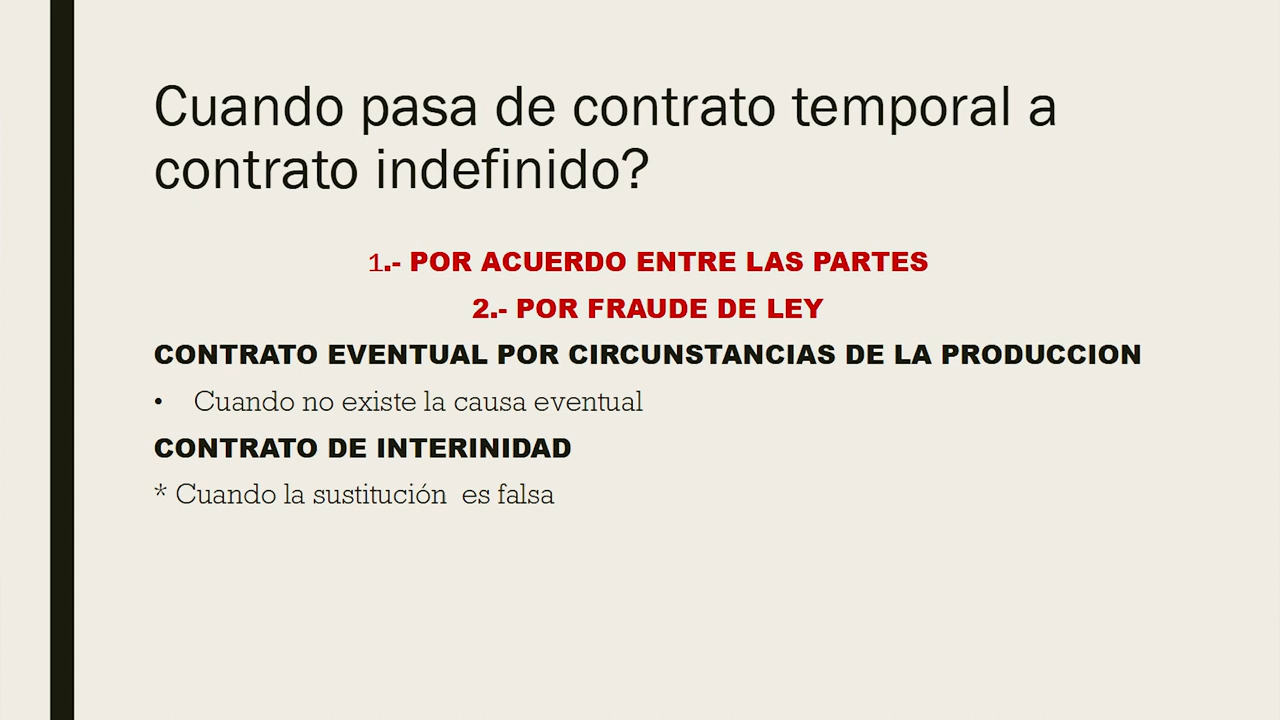 Cuando pasa de contrato temporal a
contrato indefinido?
1.- POR ACUERDO ENTRE LAS PARTES
2.- POR FRAUDE DE LEY
CONTRATO EVENTUAL POR CIRCUNSTANCIAS DE LA PRODUCCION
• Cuando no existe la causa eventual
CONTRATO DE INTERINIDAD
* Cuando la sustitución es falsa